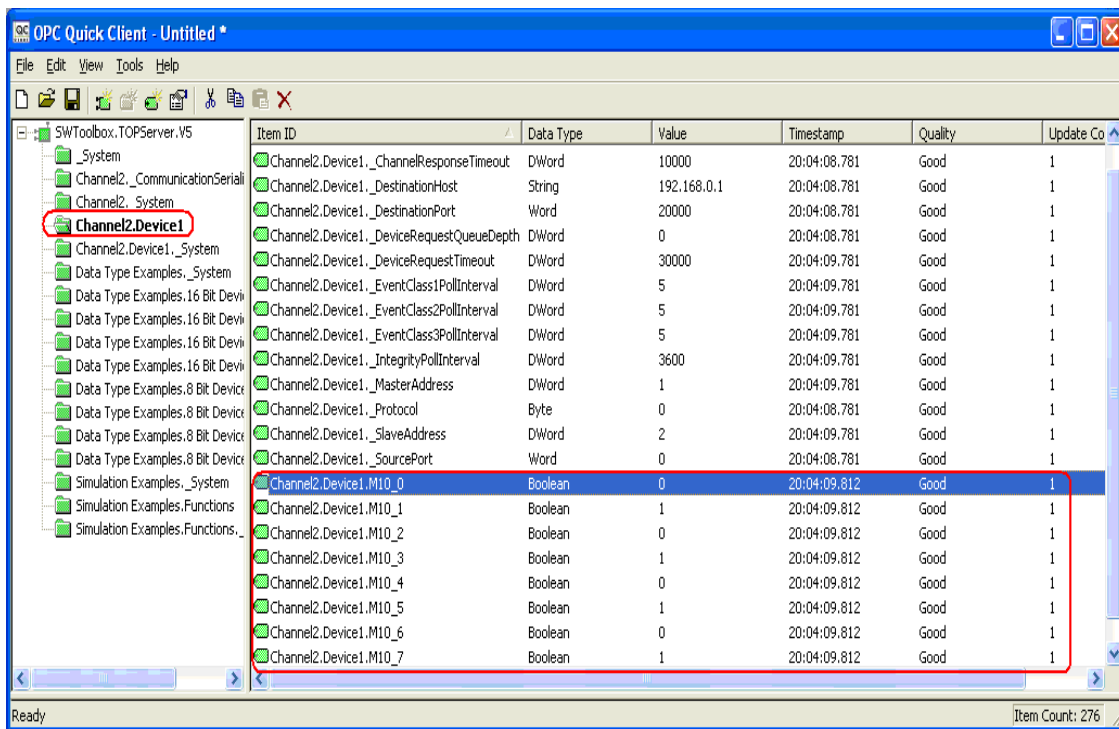 OPC Quick Client - Untitled *
File Edit View Tools Help
SWToolbox.TOPServer.V5
_System
Channel2._CommunicationSeriali
Channel2._System
Channel2.Device1
Channel2.Device1._System
Data Type Examples._System
Data Type Examples.16 Bit Devi
Data Type Examples.16 Bit Devi
Data Type Examples.16 Bit Devi
Data Type Examples.16 Bit Devi
Data Type Examples.8 Bit Device
Data Type Examples.8 Bit Device
Data Type Examples.8 Bit Device
Data Type Examples.8 Bit Device
Simulation Examples._System
Simulation Examples.Functions
Simulation Examples.Functions._
Item ID Data Type Value Timestamp Quality Update Co
Channel2.Device1._ChannelResponseTimeout DWord 10000 20:04:08.781 Good 1
Channel2.Device1._DestinationHost String 192.168.0.1 20:04:08.781 Good 1
Channel2.Device1._DestinationPort Word 20000 20:04:08.781 Good 1
Channel2.Device1._DeviceRequestQueueDepth DWord 0 20:04:08.781 Good 1
Channel2.Device1._DeviceRequestTimeout DWord 30000 20:04:09.781 Good 1
Channel2.Device1._EventClass1PollInterval DWord 5 20:04:09.781 Good 1
Channel2.Device1._EventClass2PollInterval DWord 5 20:04:09.781 Good 1
Channel2.Device1._EventClass3PollInterval DWord 5 20:04:09.781 Good 1
Channel2.Device1._IntegrityPollInterval DWord 3600 20:04:09.781 Good 1
Channel2.Device1._MasterAddress DWord 1 20:04:09.781 Good 1
Channel2.Device1._Protocol Byte 0 20:04:08.781 Good 1
Channel2.Device1._SlaveAddress DWord 2 20:04:09.781 Good 1
Channel2.Device1._SourcePort Word 0 20:04:08.781 Good 1
Channel2.Device1.M10_0 Boolean 0 20:04:09.812 Good 1
Channel2.Device1.M10_1 Boolean 1 20:04:09.812 Good 1
Channel2.Device1.M10_2 Boolean 0 20:04:09.812 Good 1
Channel2.Device1.M10_3 Boolean 1 20:04:09.812 Good 1
Channel2.Device1.M10_4 Boolean 0 20:04:09.812 Good 1
Channel2.Device1.M10_5 Boolean 1 20:04:09.812 Good 1
Channel2.Device1.M10_6 Boolean 0 20:04:09.812 Good 1
Channel2.Device1.M10_7 Boolean 1 20:04:09.812 Good 1
Ready Item Count: 276